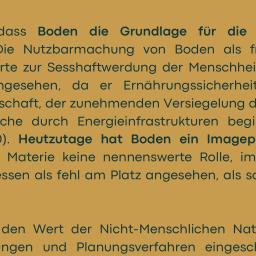 dass Boden die Grundlage für die
Die Nutzbarmachung von Boden als
rte zur Sesshaftwerdung der Menschhei
ngesehen, da er Ernährungssicherheit
schaft, der zunehmenden Versiegelung d
che durch Energieinfrastrukturen begi
). Heutzutage hat Boden ein Imagep
Materie keine nennenswerte Rolle, im
essen als fehl am Platz angesehen, als so
den Wert der Nicht-Menschlichen Nat
ungen und Planungsverfahren eingesch